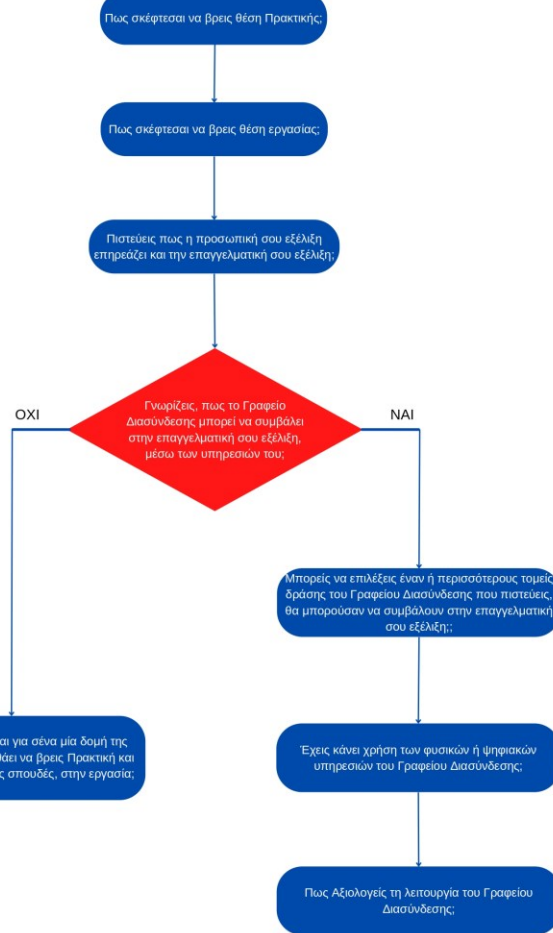 Πως σκέφτεσαι να βρεις θέση Πρακτικής;
Πως σκέφτεσαι να βρεις θέση εργασίας;
Πιστεύεις πως η προσωπική σου εξέλιξη
επηρεάζει και την επαγγελματική σου εξέλιξη;
Γνωρίζεις, πως το Γραφείο
Διασύνδεσης μπορεί να συμβάλει
στην επαγγελματική σου εξέλιξη,
μέσω των υπηρεσιών του;
ΟΧΙ
ΝΑΙ
Μπορείς να επιλέξεις έναν ή περισσότερους τομείς
δράσης του Γραφείου Διασύνδεσης που πιστεύεις,
θα μπορούσαν να συμβάλουν στην επαγγελματική
σου εξέλιξη;;
για σένα μία δομή της
να βρεις Πρακτική και
σπουδές, στην εργασία;
Έχεις κάνει χρήση των φυσικών ή ψηφιακών
υπηρεσιών του Γραφείου Διασύνδεσης;
Πως Αξιολογείς τη λειτουργία του Γραφείου
Διασύνδεσης;